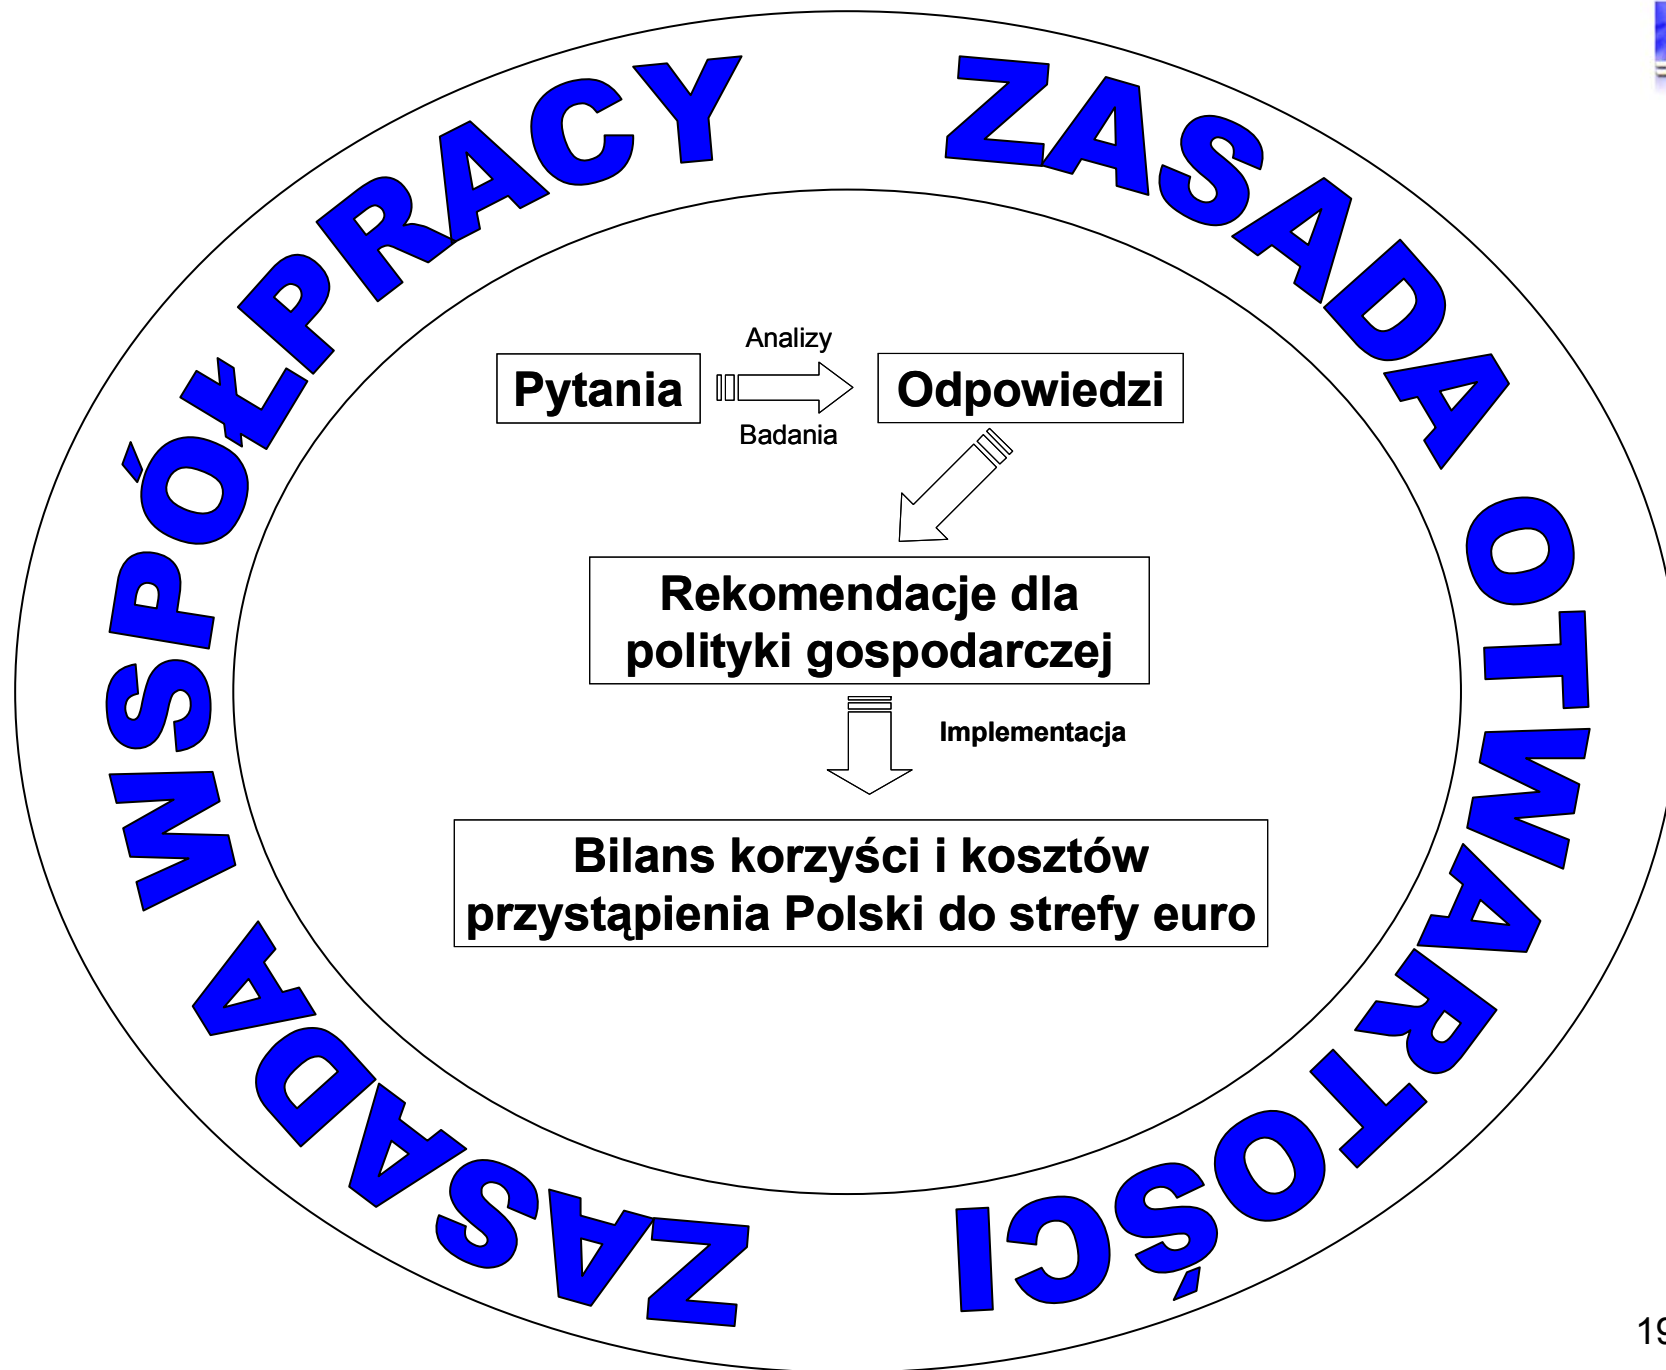 ZASADA WSPÓŁPRACY
ZASADA OTWARTOŚCI
Pytania
Analizy
Badania
Odpowiedzi
Rekomendacje dla
polityki gospodarczej
Implementacja
Bilans korzyści i kosztów
przystąpienia Polski do strefy euro
19